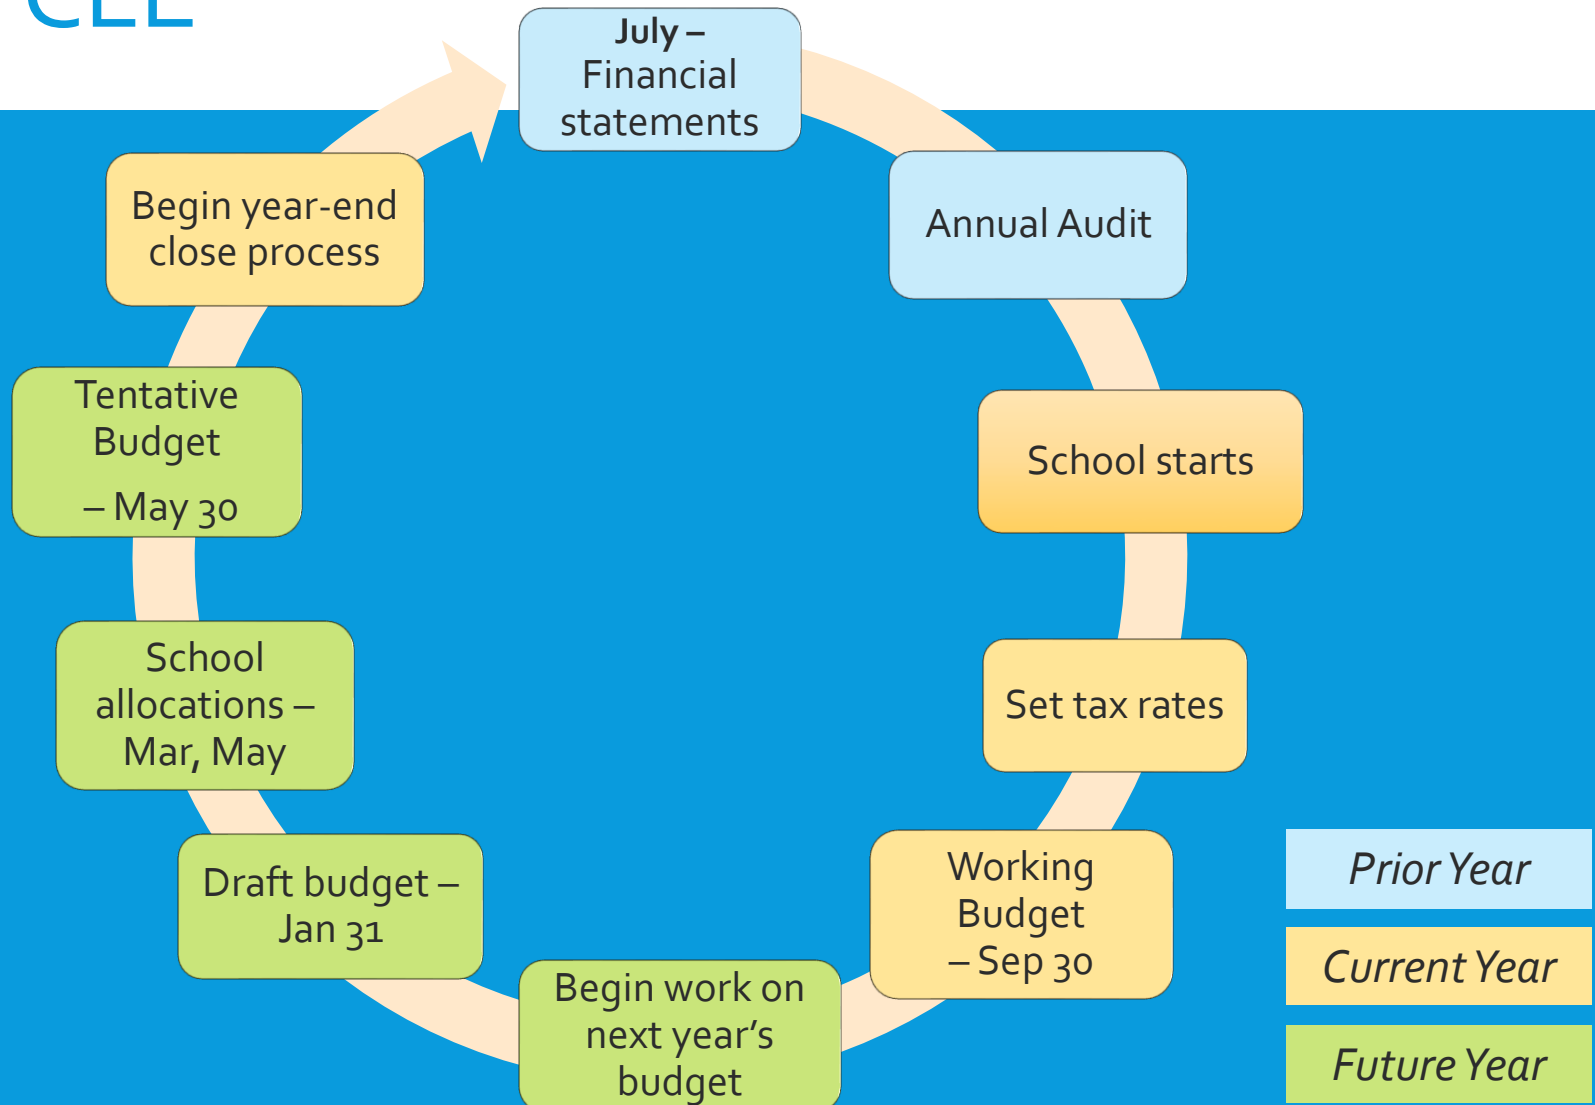 July –
Financial
statements
Annual Audit
School starts
Set tax rates
Working
Budget
– Sep 30
Begin work on
next year’s
budget
Draft budget –
Jan 31
School
allocations –
Mar, May
Tentative
Budget
– May 30
Begin year-end
close process
Prior Year
Current Year
Future Year